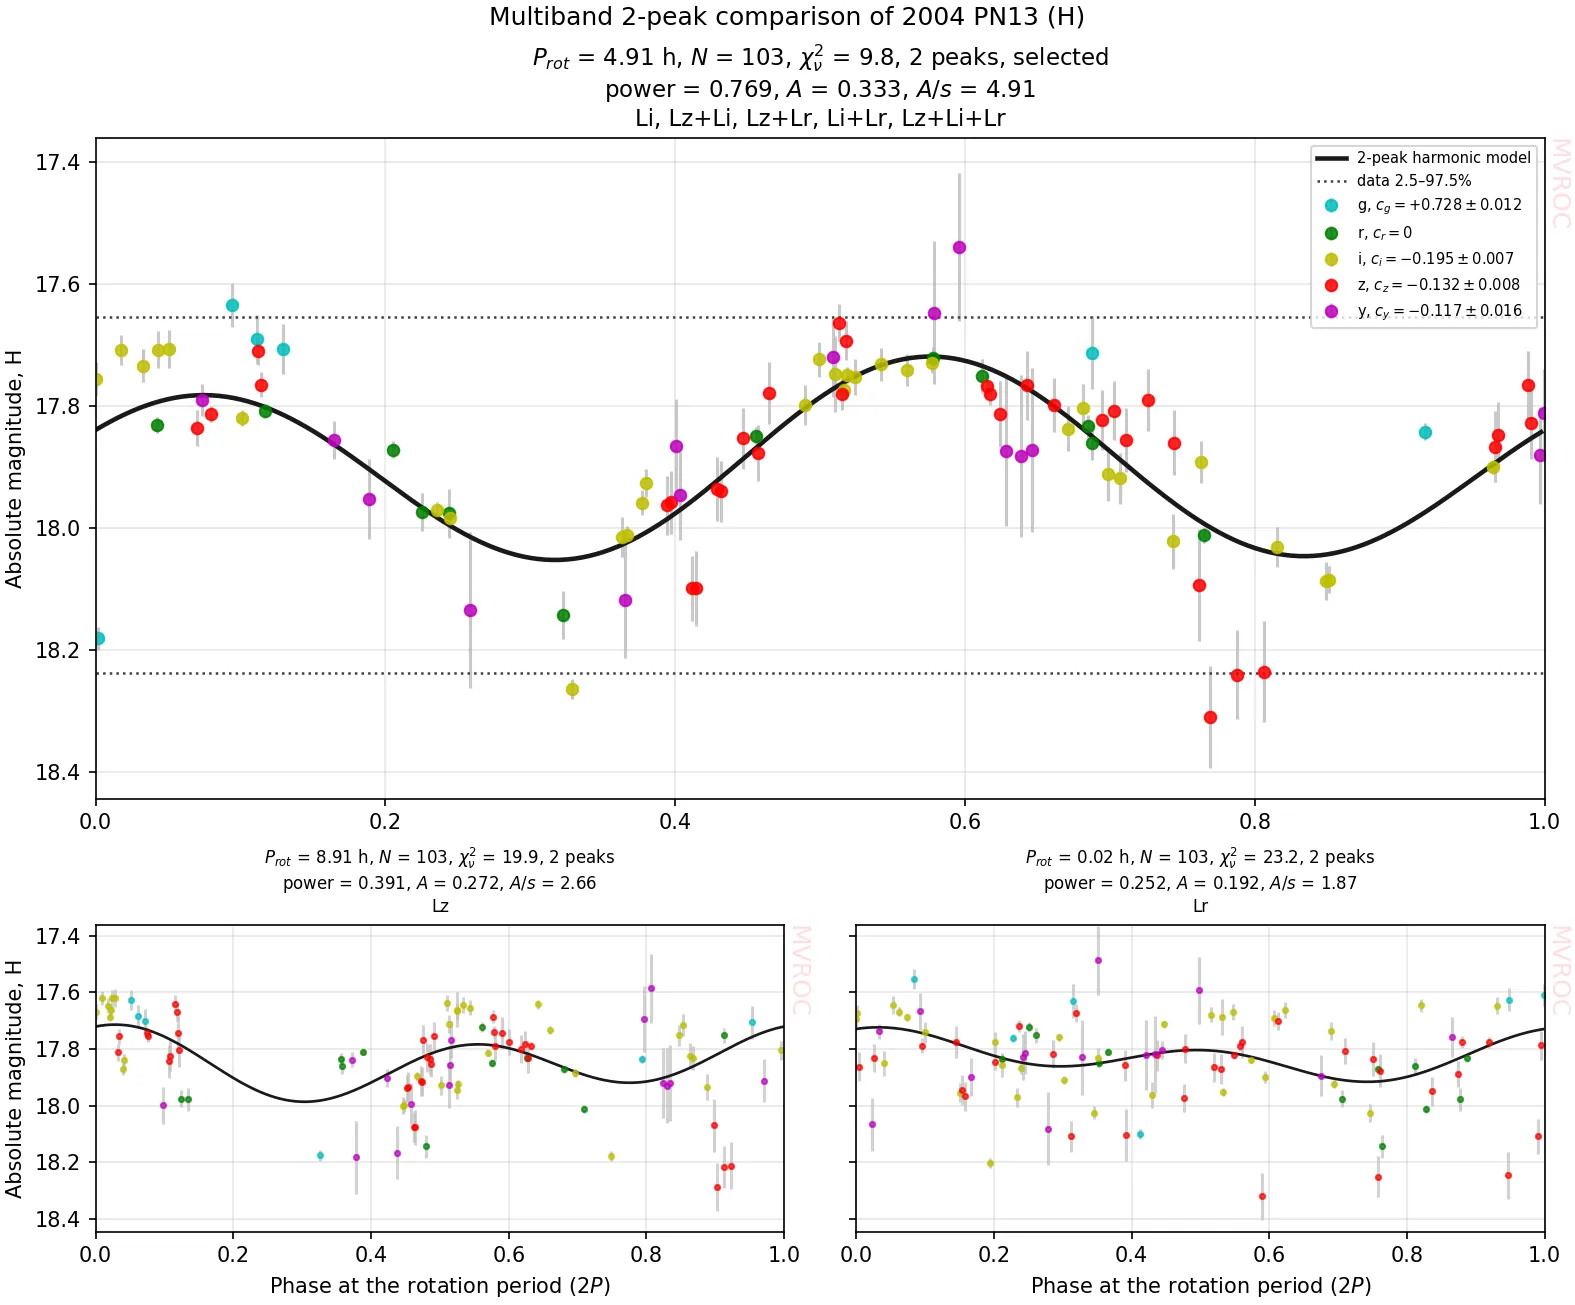 Multiband 2-peak comparison of 2004 PN13 (H)
P_rot = 4.91 h, N = 103, χ²_ν = 9.8, 2 peaks, selected
power = 0.769, A = 0.333, A/s = 4.91
Li, Lz+Li, Lz+Lr, Li+Lr, Lz+Li+Lr
2-peak harmonic model
data 2.5–97.5%
g, c_g = +0.728 ± 0.012
r, c_r = 0
i, c_i = −0.195 ± 0.007
z, c_z = −0.132 ± 0.008
y, c_y = −0.117 ± 0.016
MVROC
Absolute magnitude, H
17.4
17.6
17.8
18.0
18.2
18.4
0.0 0.2 0.4 0.6 0.8 1.0
P_rot = 8.91 h, N = 103, χ²_ν = 19.9, 2 peaks
power = 0.391, A = 0.272, A/s = 2.66
Lz
MVROC
Absolute magnitude, H
17.4
17.6
17.8
18.0
18.2
18.4
0.0 0.2 0.4 0.6 0.8 1.0
Phase at the rotation period (2P)
P_rot = 0.02 h, N = 103, χ²_ν = 23.2, 2 peaks
power = 0.252, A = 0.192, A/s = 1.87
Lr
MVROC
0.0 0.2 0.4 0.6 0.8 1.0
Phase at the rotation period (2P)